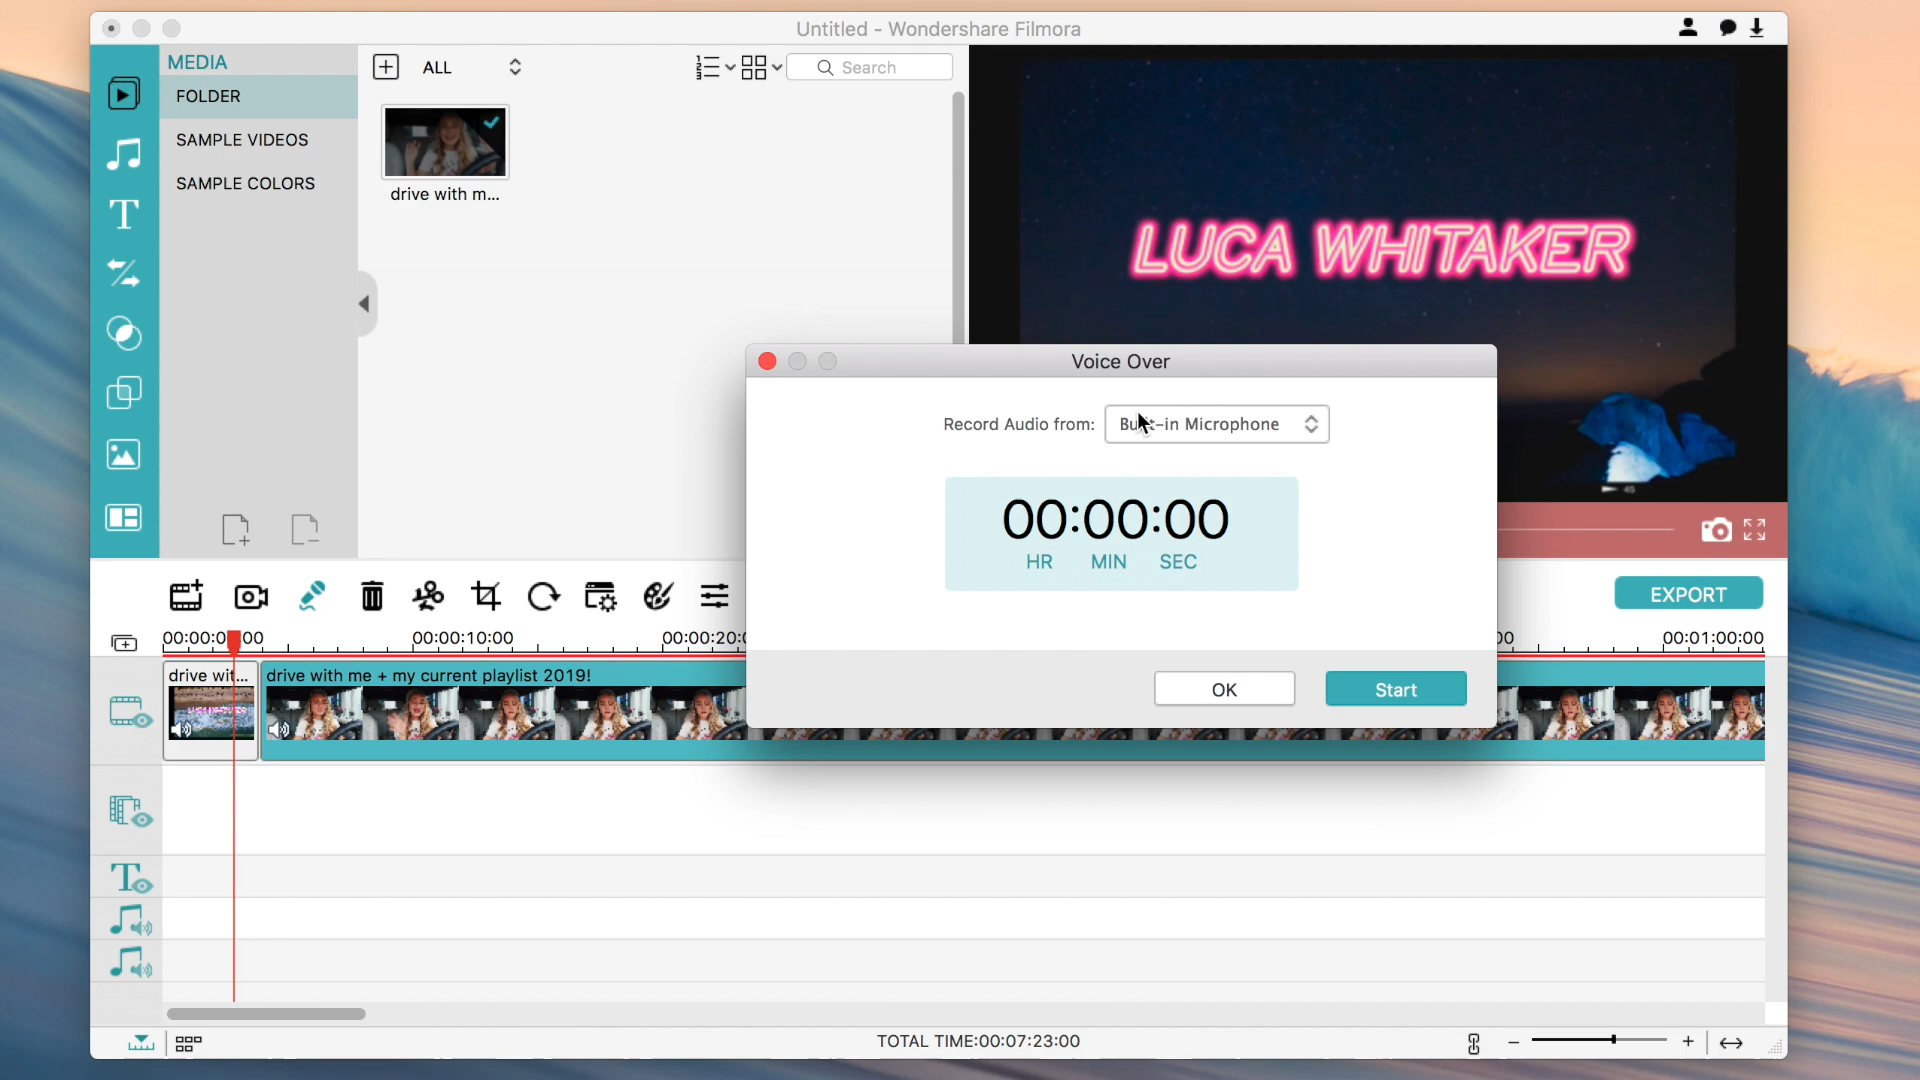 Untitled - Wondershare Filmora
MEDIA
FOLDER
SAMPLE VIDEOS
SAMPLE COLORS
ALL
Search
drive with m...
LUCA WHITAKER
Voice Over
Record Audio from:
Built-in Microphone
00:00:00
HR MIN SEC
OK
Start
EXPORT
00:00:10:00
00:01:00:00
drive wit...
drive with me + my current playlist 2019!
TOTAL TIME:00:07:23:00